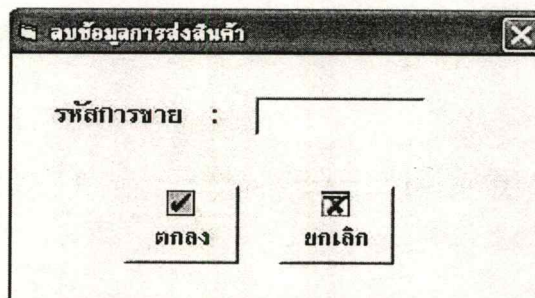 ลบข้อมูลการส่งสินค้า
รหัสการขาย :
ตกลง ยกเลิก